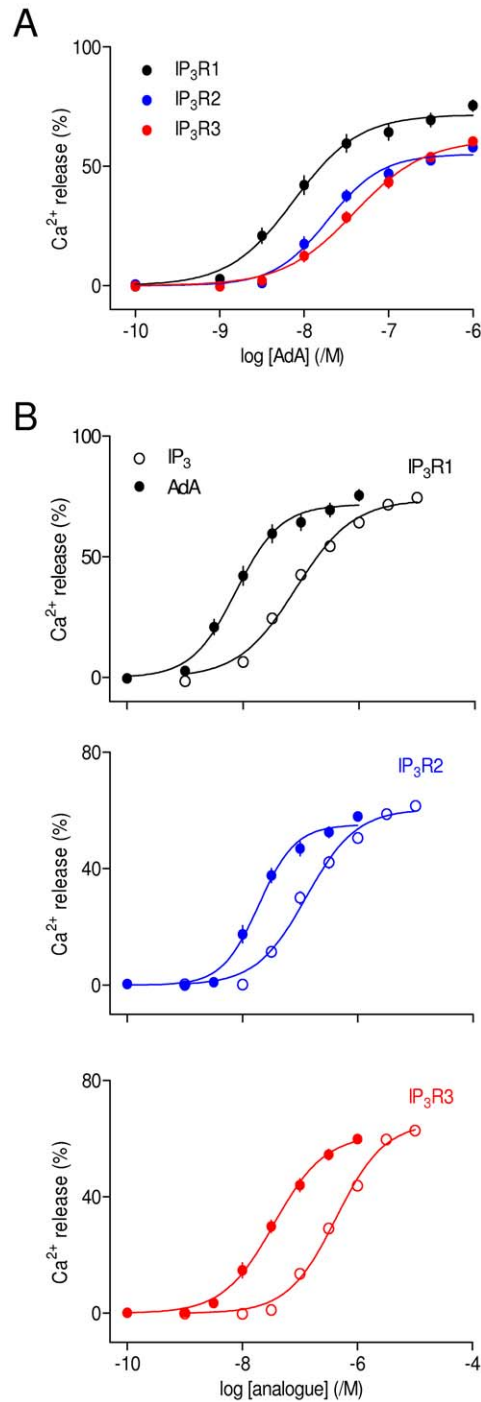 A
100
50
0
Ca²⁺ release (%)
IP₃R1
IP₃R2
IP₃R3
-10 -9 -8 -7 -6
log [AdA] (/M)
B
100
50
0
Ca²⁺ release (%)
IP₃
AdA
IP₃R1
80
40
0
Ca²⁺ release (%)
IP₃R2
80
40
0
Ca²⁺ release (%)
IP₃R3
-10 -8 -6 -4
log [analogue] (/M)